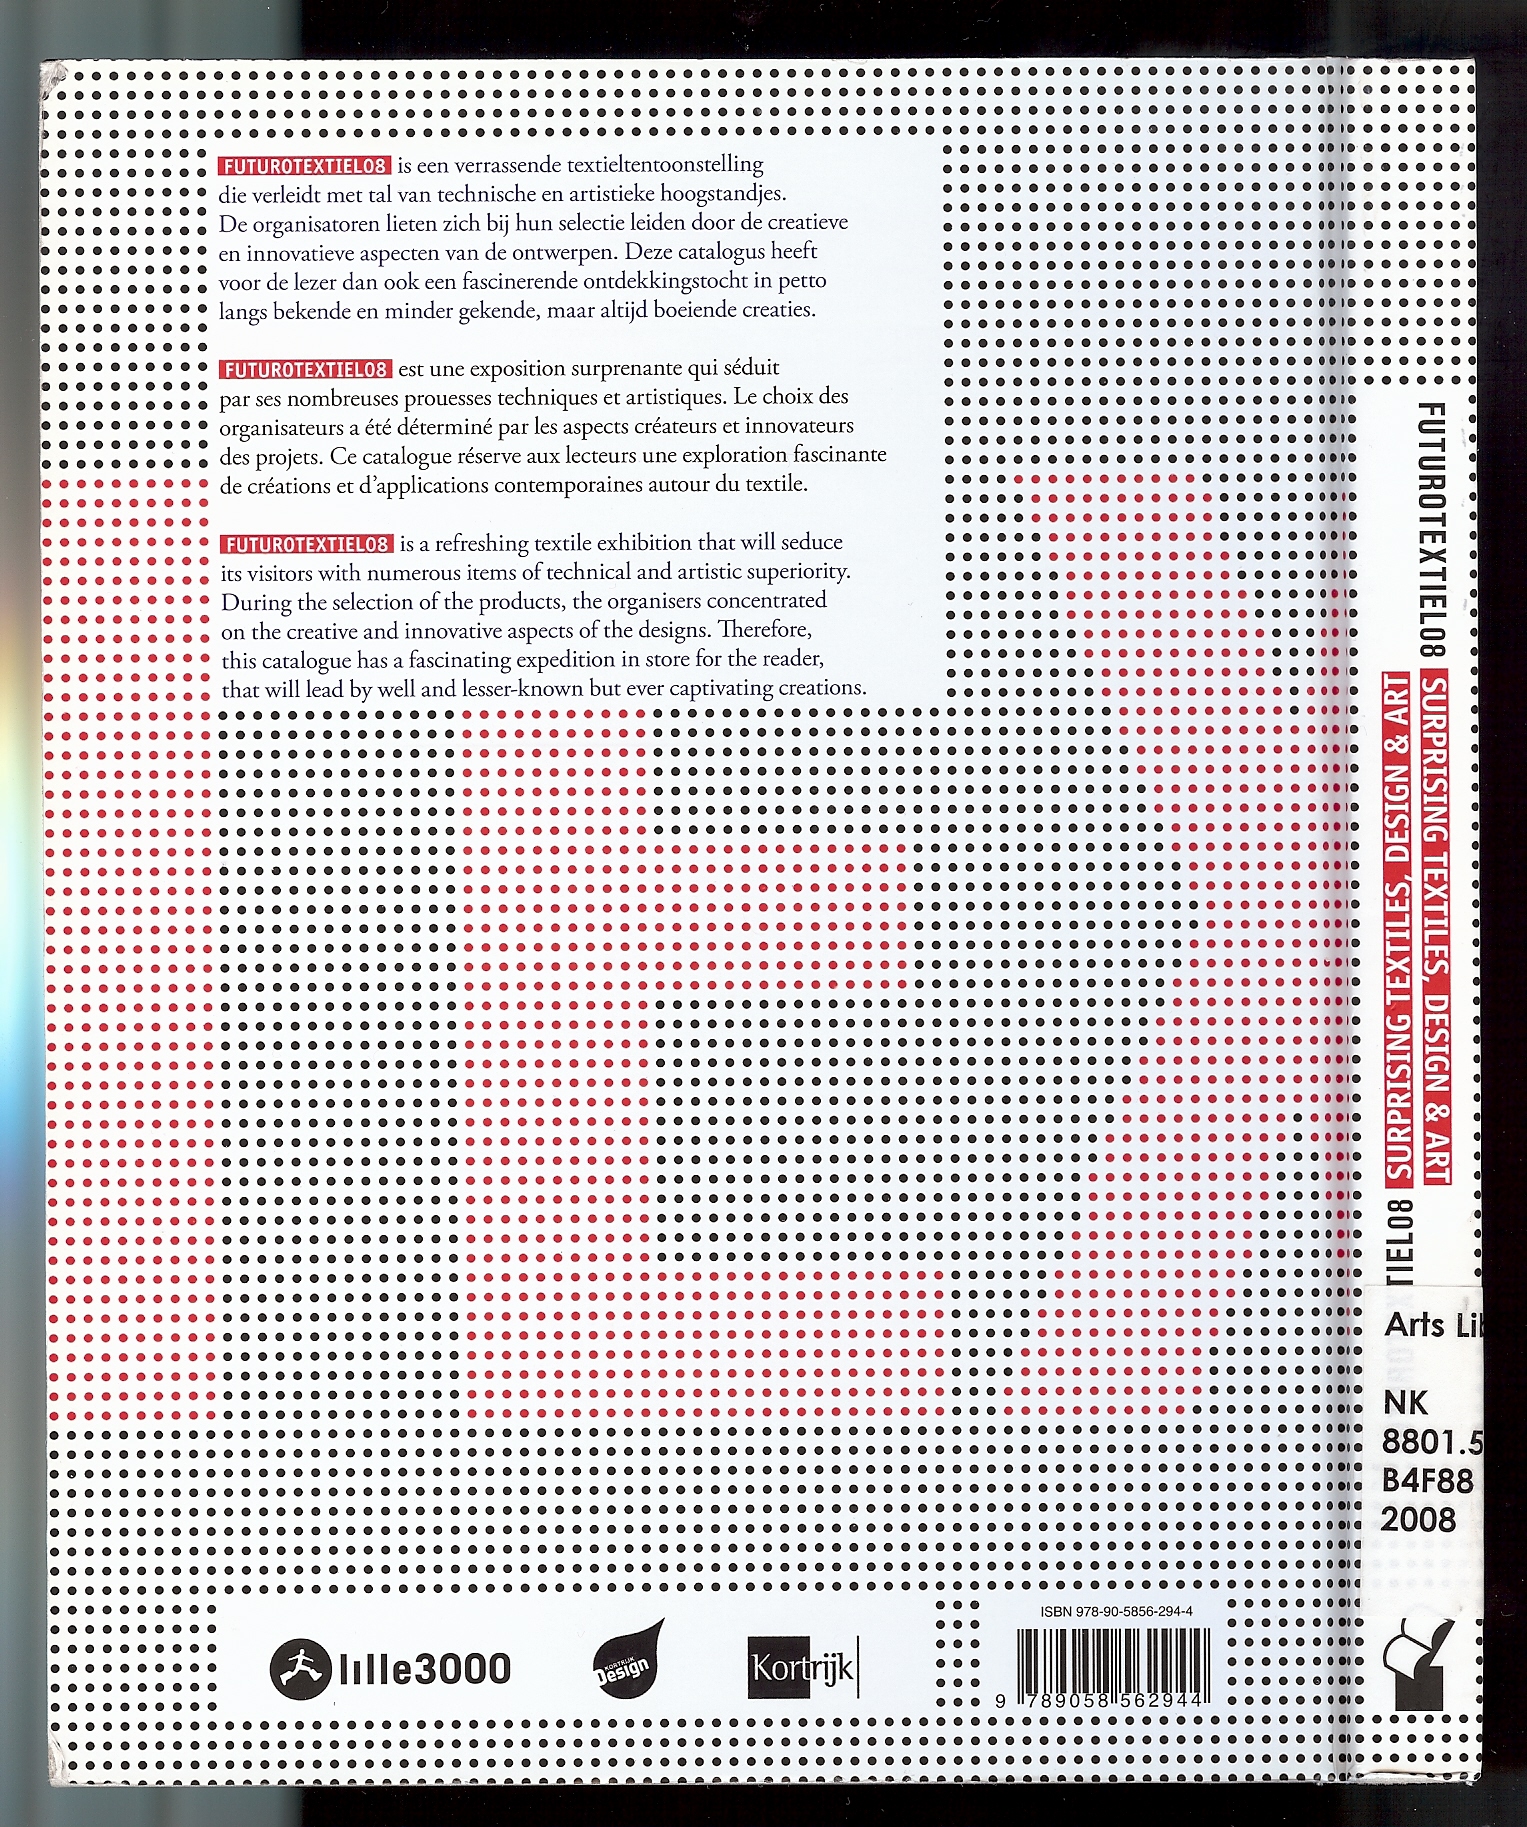 FUTUROTEXTIEL08 is een verrassende textieltentoonstelling
die verleidt met tal van technische en artistieke hoogstandjes.
De organisatoren lieten zich bij hun selectie leiden door de creatieve
en innovatieve aspecten van de ontwerpen. Deze catalogus heeft
voor de lezer dan ook een fascinerende ontdekkingstocht in petto
langs bekende en minder gekende, maar altijd boeiende creaties.
FUTUROTEXTIEL08 est une exposition surprenante qui séduit
par ses nombreuses prouesses techniques et artistiques. Le choix des
organisateurs a été déterminé par les aspects créateurs et innovateurs
des projets. Ce catalogue réserve aux lecteurs une exploration fascinante
de créations et d'applications contemporaines autour du textile.
FUTUROTEXTIEL08 is a refreshing textile exhibition that will seduce
its visitors with numerous items of technical and artistic superiority.
During the selection of the products, the organisers concentrated
on the creative and innovative aspects of the designs. Therefore,
this catalogue has a fascinating expedition in store for the reader,
that will lead by well and lesser-known but ever captivating creations.
lille3000
KORTRIJK
Design
Kortrijk
ISBN 978-90-5856-294-4
9 789058 562944
FUTUROTEXTIEL08 SURPRISING TEXTILES, DESIGN & ART
TIEL08 SURPRISING TEXTILES, DESIGN & ART
Arts Lib
NK
8801.5
B4F88
2008